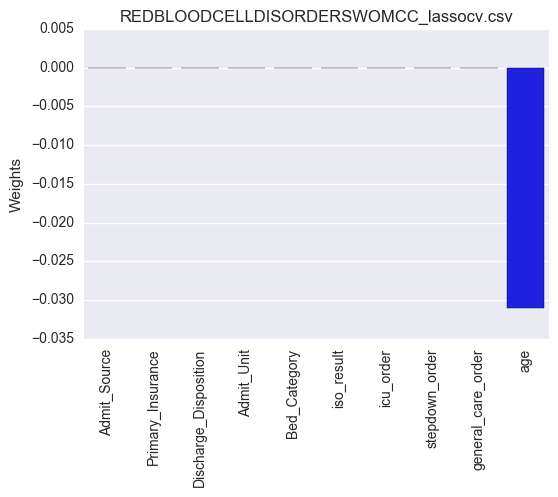 REDBLOODCELLDISORDERSWOMCC_lassocv.csv
0.005
0.000
−0.005
−0.010
−0.015
−0.020
−0.025
−0.030
−0.035
Weights
Admit_Source
Primary_Insurance
Discharge_Disposition
Admit_Unit
Bed_Category
iso_result
icu_order
stepdown_order
general_care_order
age